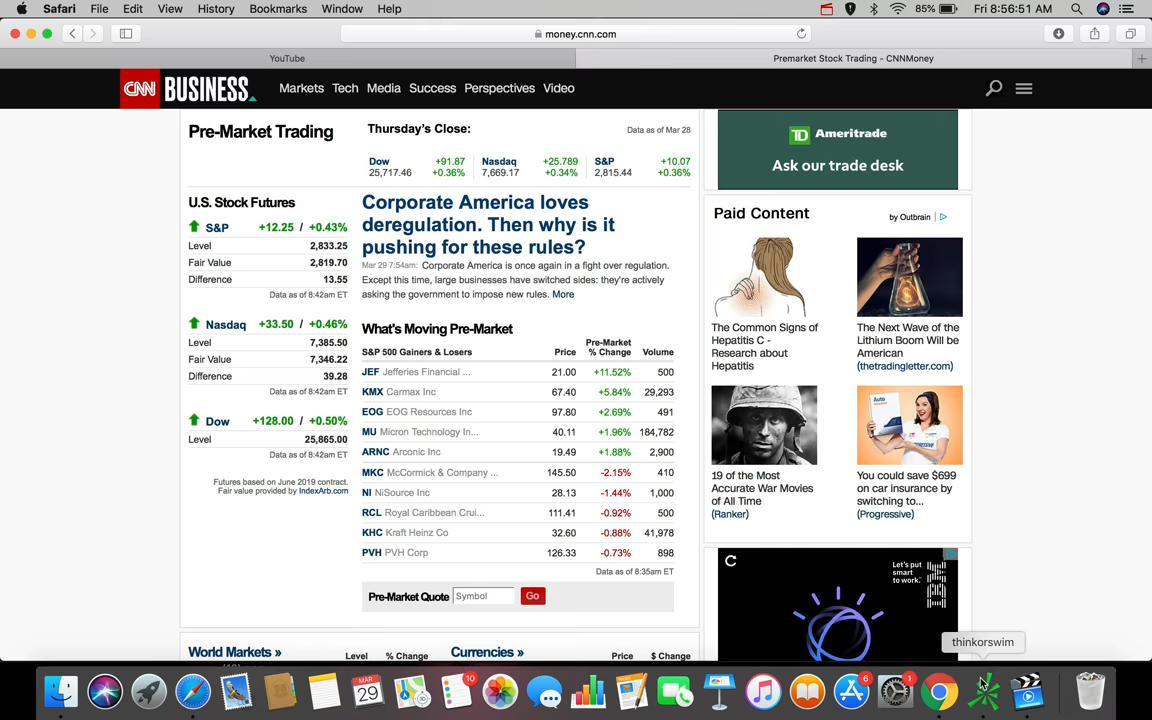 Safari File Edit View History Bookmarks Window Help 85% Fri 8:56:51 AM
money.cnn.com
YouTube
Premarket Stock Trading - CNNMoney
CNN BUSINESS Markets Tech Media Success Perspectives Video
Pre-Market Trading
Thursday's Close: Data as of Mar 28
Dow +91.87 Nasdaq +25.789 S&P +10.07
25,717.46 +0.36% 7,669.17 +0.34% 2,815.44 +0.36%
U.S. Stock Futures
S&P +12.25 / +0.43%
Level 2,833.25
Fair Value 2,819.70
Difference 13.55
Data as of 8:42am ET
Nasdaq +33.50 / +0.46%
Level 7,385.50
Fair Value 7,346.22
Difference 39.28
Data as of 8:42am ET
Dow +128.00 / +0.50%
Level 25,865.00
Data as of 8:42am ET
Futures based on June 2019 contract.
Fair value provided by IndexArb.com
Corporate America loves
deregulation. Then why is it
pushing for these rules?
Mar 29 7:54am: Corporate America is once again in a fight over regulation.
Except this time, large businesses have switched sides: they're actively
asking the government to impose new rules. More
What's Moving Pre-Market
Pre-Market
S&P 500 Gainers & Losers Price % Change Volume
JEF Jefferies Financial ... 21.00 +11.52% 500
KMX Carmax Inc 67.40 +5.84% 29,293
EOG EOG Resources Inc 97.80 +2.69% 491
MU Micron Technology In... 40.11 +1.96% 184,782
ARNC Arconic Inc 19.49 +1.88% 2,900
MKC McCormick & Company ... 145.50 -2.15% 410
NI NiSource Inc 28.13 -1.44% 1,000
RCL Royal Caribbean Crui... 111.41 -0.92% 500
KHC Kraft Heinz Co 32.60 -0.88% 41,978
PVH PVH Corp 126.33 -0.73% 898
Data as of 8:35am ET
Pre-Market Quote Symbol Go
World Markets » Level % Change
Currencies » Price $ Change
TD Ameritrade
Ask our trade desk
Paid Content
by Outbrain
The Common Signs of
Hepatitis C -
Research about
Hepatitis
The Next Wave of the
Lithium Boom Will be
American
(thetradingletter.com)
Auto
19 of the Most
Accurate War Movies
of All Time
(Ranker)
You could save $699
on car insurance by
switching to...
(Progressive)
Let's put
smart
to work.
IBM
thinkorswim
MAR
29
10
6
1